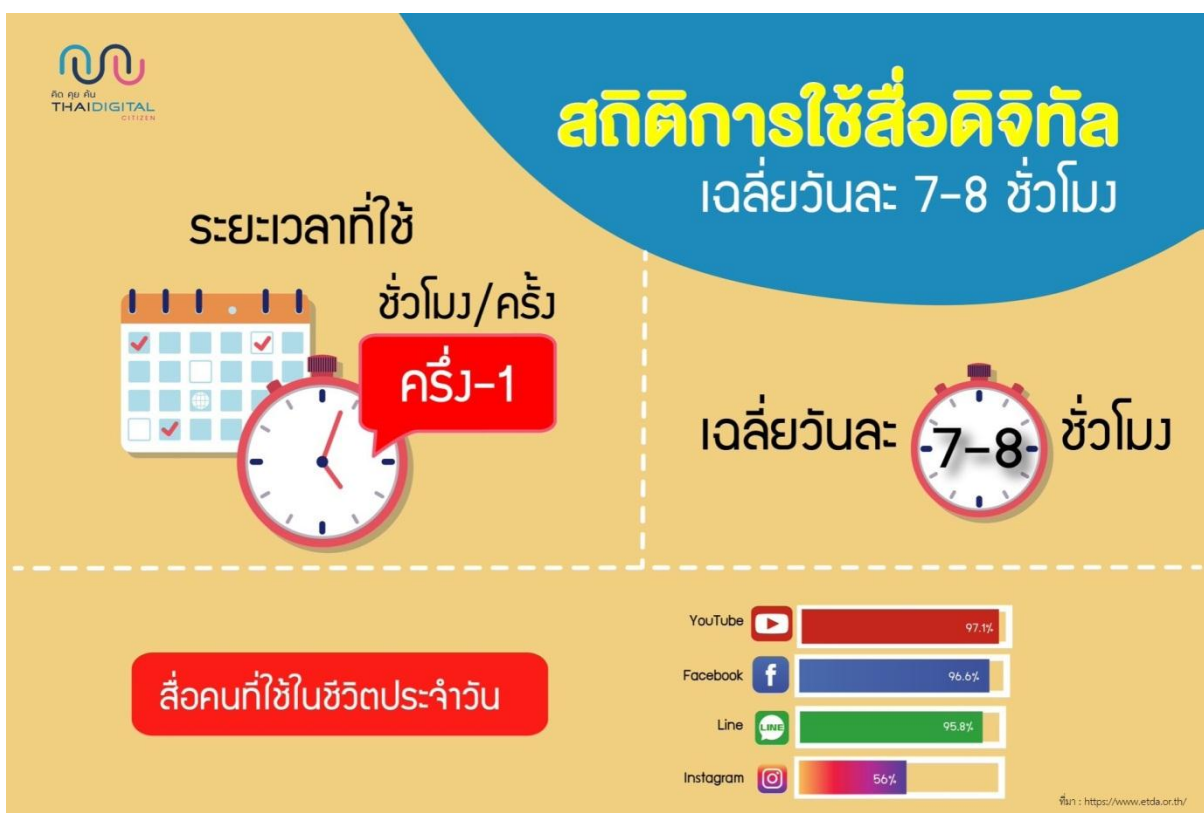 คิด คุย ค้น
THAIDIGITAL
CITIZEN
สถิติการใช้สื่อดิจิทัล
เฉลี่ยวันละ 7-8 ชั่วโมง
ระยะเวลาที่ใช้
ชั่วโมง/ครั้ง
ครึ่ง-1
เฉลี่ยวันละ 7-8 ชั่วโมง
สื่อคนที่ใช้ในชีวิตประจำวัน
YouTube 97.1%
Facebook f 96.6%
Line LINE 95.8%
Instagram 56%
ที่มา : https://www.etda.or.th/